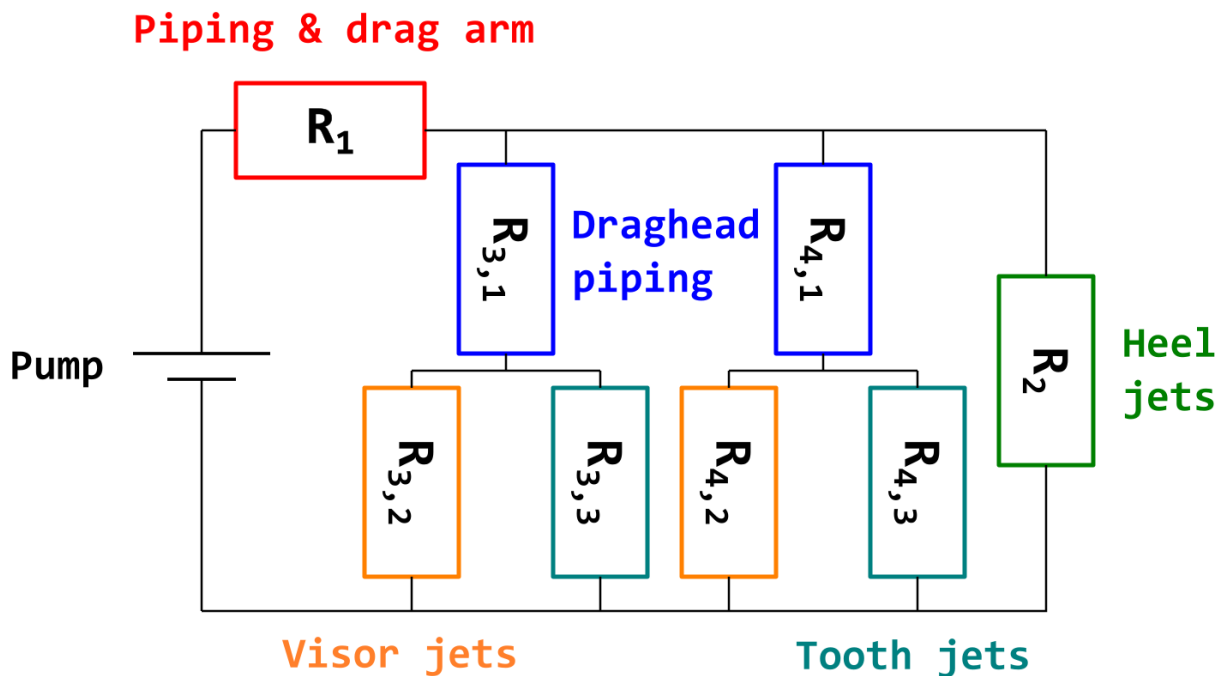 Piping & drag arm
R1
R3,1
Draghead
piping
R4,1
Pump
Heel
jets
R2
R3,2
R3,3
R4,2
R4,3
Visor jets
Tooth jets